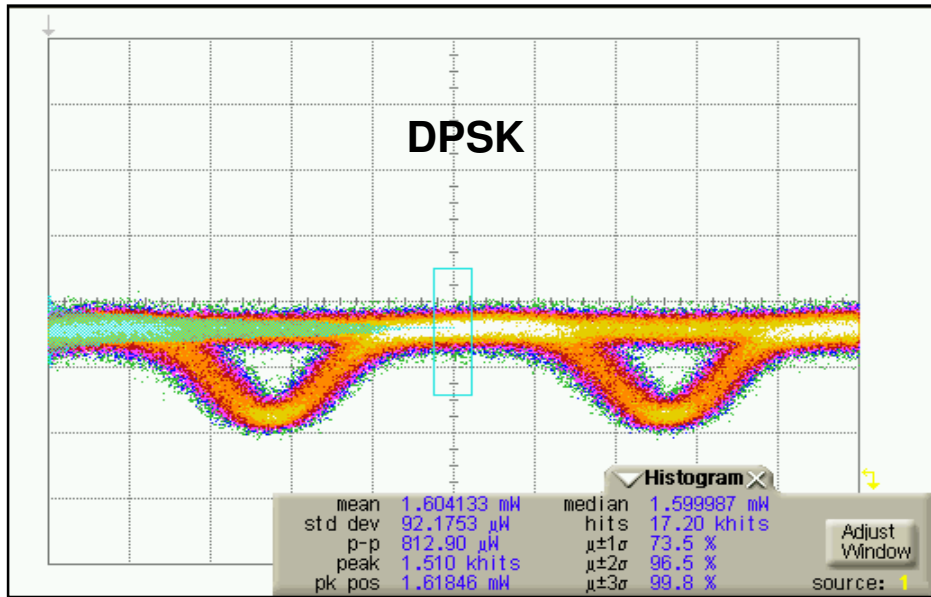 DPSK
Histogram
mean 1.604133 mW median 1.599987 mW
std dev 92.1753 µW hits 17.20 khits
p-p 812.90 µW µ±1σ 73.5 %
peak 1.510 khits µ±2σ 96.5 %
pk pos 1.61846 mW µ±3σ 99.8 %
Adjust
Window
source: 1